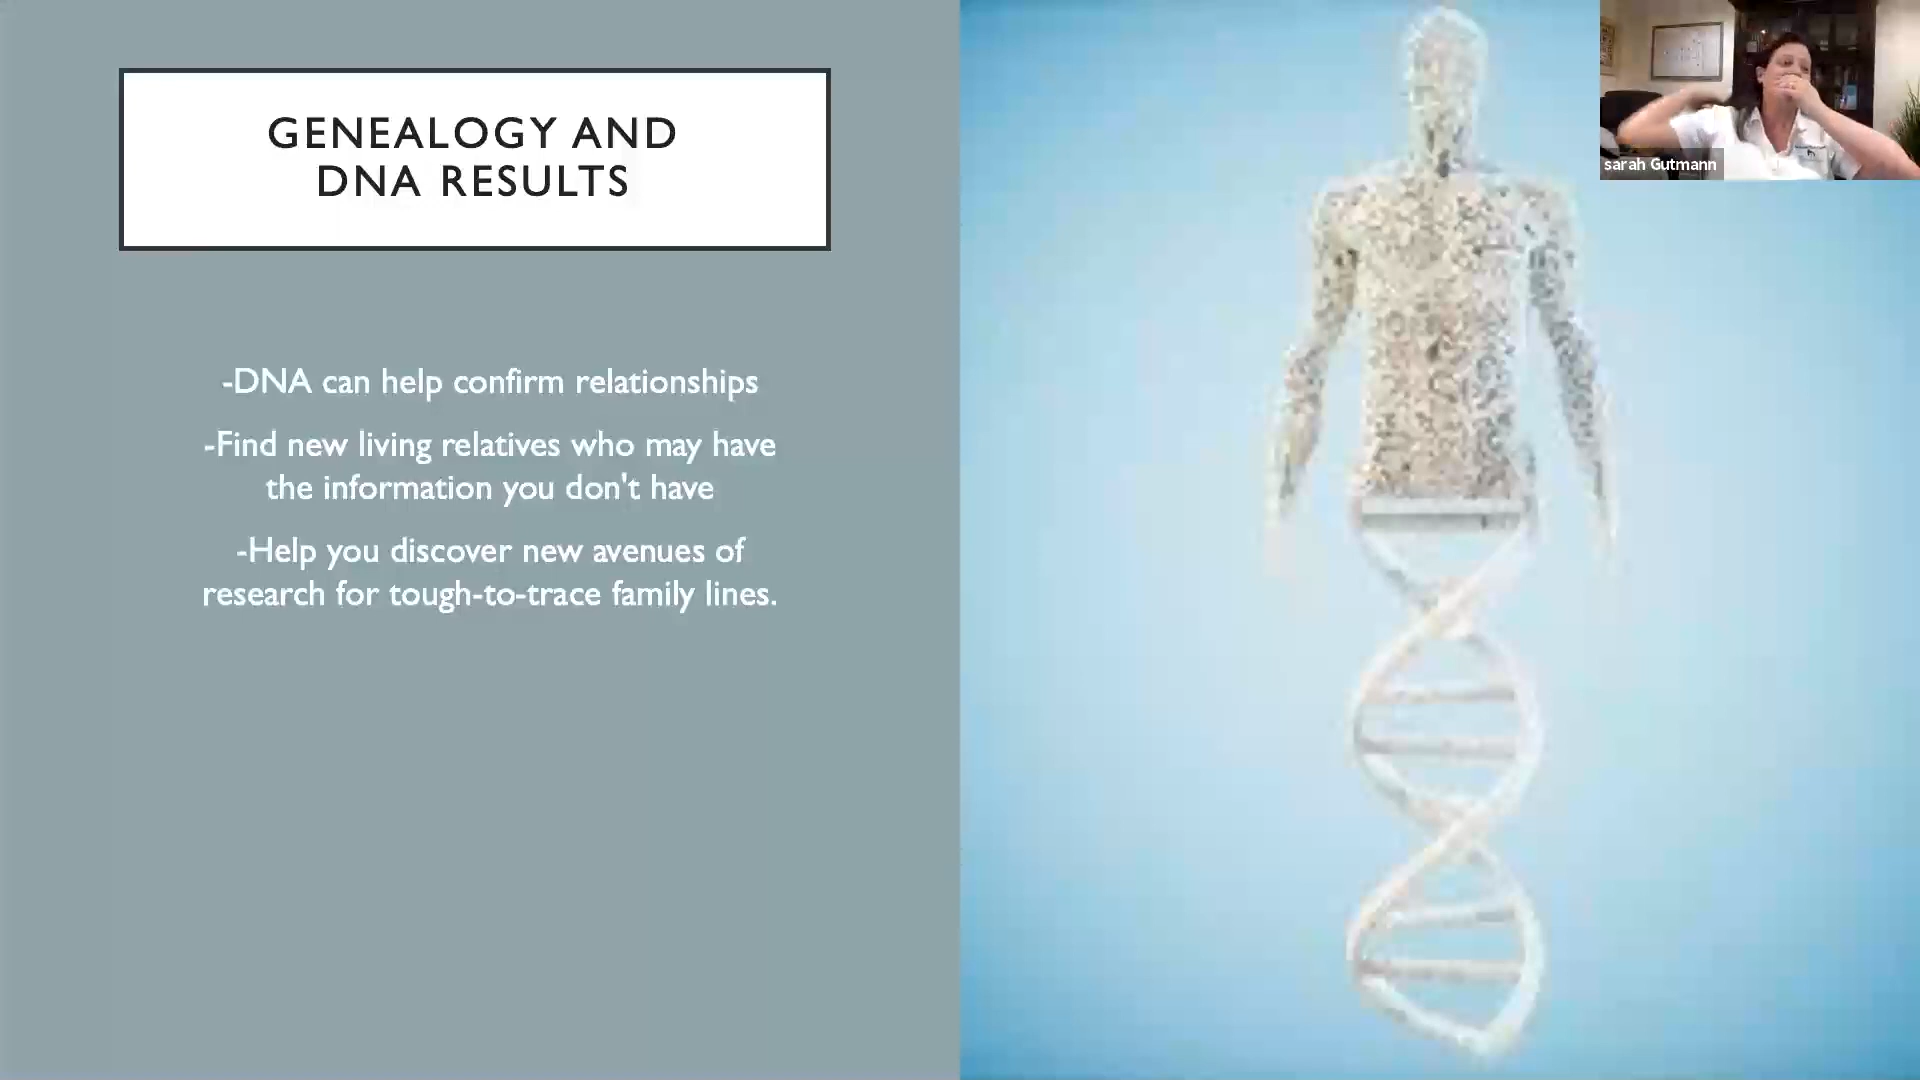 GENEALOGY AND
DNA RESULTS
-DNA can help confirm relationships
-Find new living relatives who may have
the information you don't have
-Help you discover new avenues of
research for tough-to-trace family lines.
sarah Gutmann